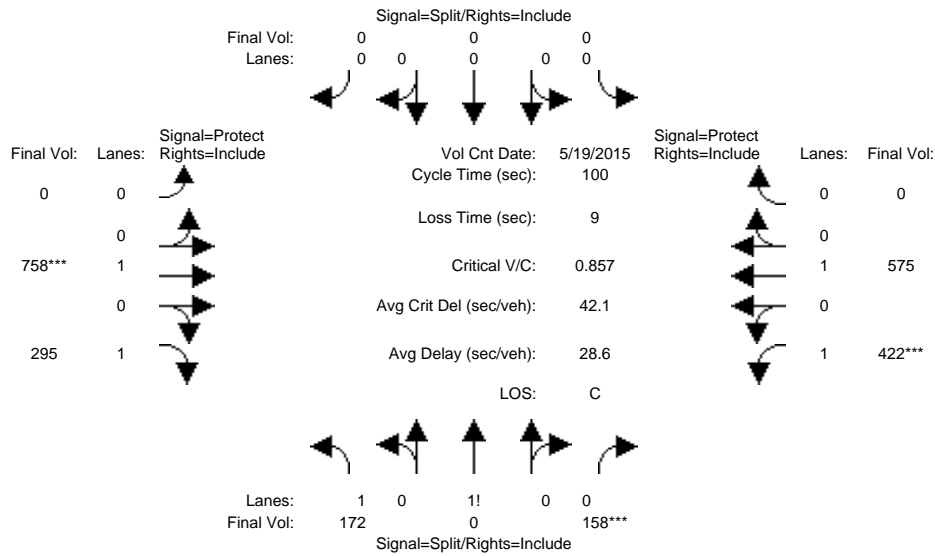 Signal=Split/Rights=Include
Final Vol: 0 0 0
Lanes: 0 0 0 0 0
Signal=Protect Signal=Protect
Final Vol: Lanes: Rights=Include Vol Cnt Date: 5/19/2015 Rights=Include Lanes: Final Vol:
Cycle Time (sec): 100
0 0 0 0
Loss Time (sec): 9
0 0
758*** 1 Critical V/C: 0.857 1 575
0 Avg Crit Del (sec/veh): 42.1 0
295 1 Avg Delay (sec/veh): 28.6 1 422***
LOS: C
Lanes: 1 0 1! 0 0
Final Vol: 172 0 158***
Signal=Split/Rights=Include